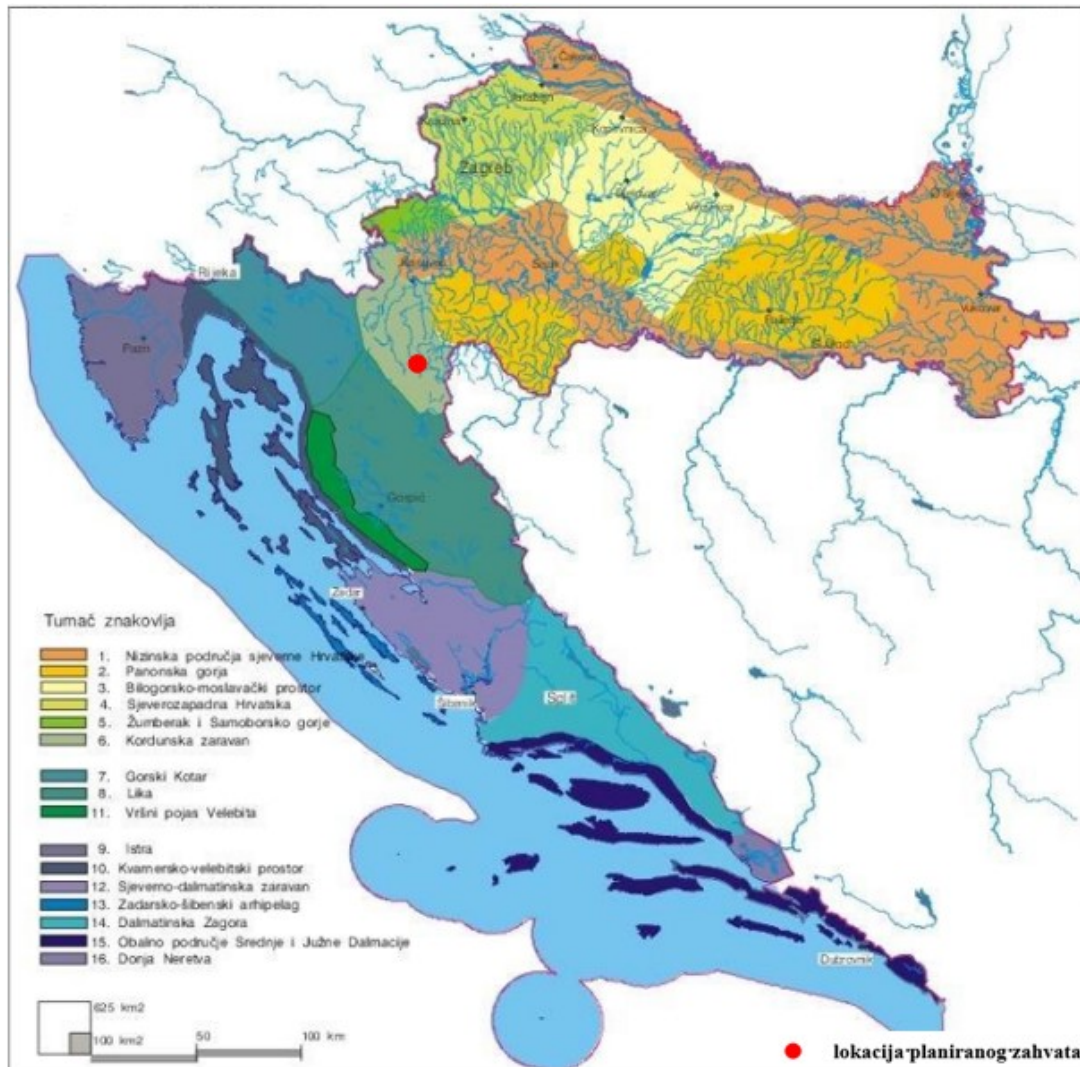 Čakovec
Varaždin
Krapina
Koprivnica
Zagreb
Bjelovar
Virovitica
Osijek
Karlovac
Sisak
Rijeka
Vukovar
Pazin
Gospić
Zadar
Šibenik
Split
Dubrovnik
Tumač znakovlja
1. Nizinska područja sjeverne Hrvatske
2. Panonska gorja
3. Bilogorsko-moslavački prostor
4. Sjeverozapadna Hrvatska
5. Žumberak i Samoborsko gorje
6. Kordunska zaravan
7. Gorski Kotar
8. Lika
11. Vršni pojas Velebita
9. Istra
10. Kvarnersko-velebitski prostor
12. Sjeverno-dalmatinska zaravan
13. Zadarsko-šibenski arhipelag
14. Dalmatinska Zagora
15. Obalno područje Srednje i Južne Dalmacije
16. Donja Neretva
625 km2
100 km2
50
100 km
lokacija planiranog zahvata